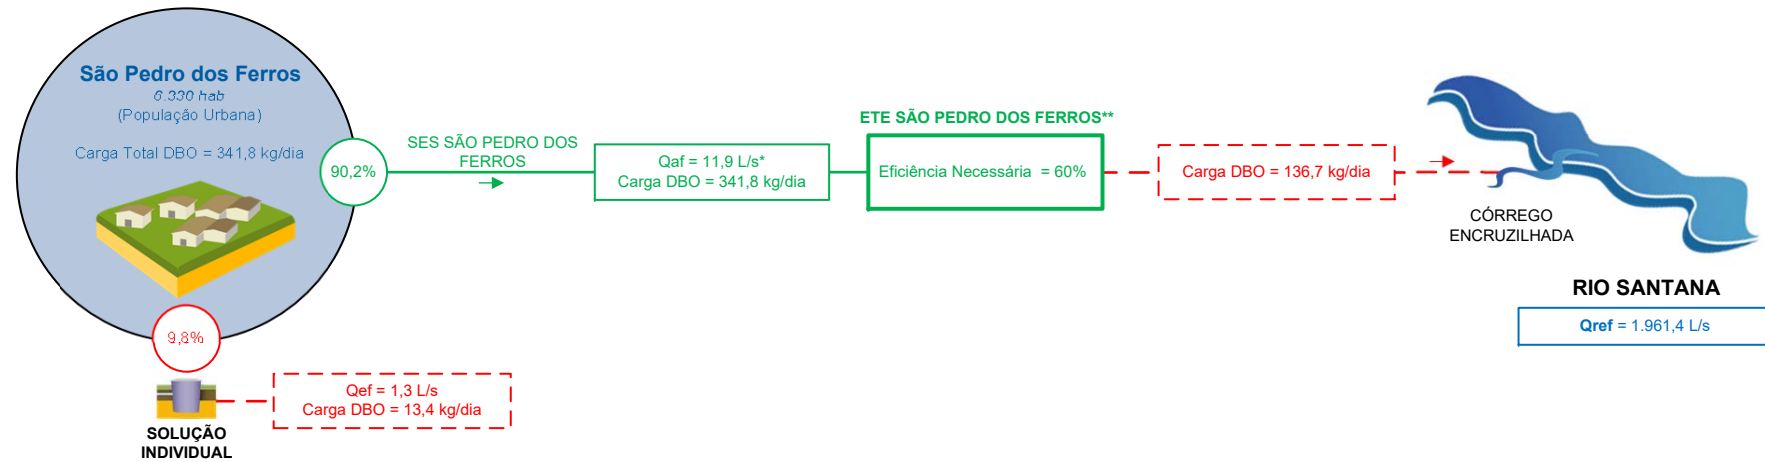 São Pedro dos Ferros
6.330 hab
(População Urbana)
Carga Total DBO = 341,8 kg/dia
90,2%
9,8%
SOLUÇÃO
INDIVIDUAL
Qef = 1,3 L/s
Carga DBO = 13,4 kg/dia
SES SÃO PEDRO DOS
FERROS
Qaf = 11,9 L/s*
Carga DBO = 341,8 kg/dia
ETE SÃO PEDRO DOS FERROS**
Eficiência Necessária = 60%
Carga DBO = 136,7 kg/dia
CÓRREGO
ENCRUZILHADA
RIO SANTANA
Qref = 1.961,4 L/s